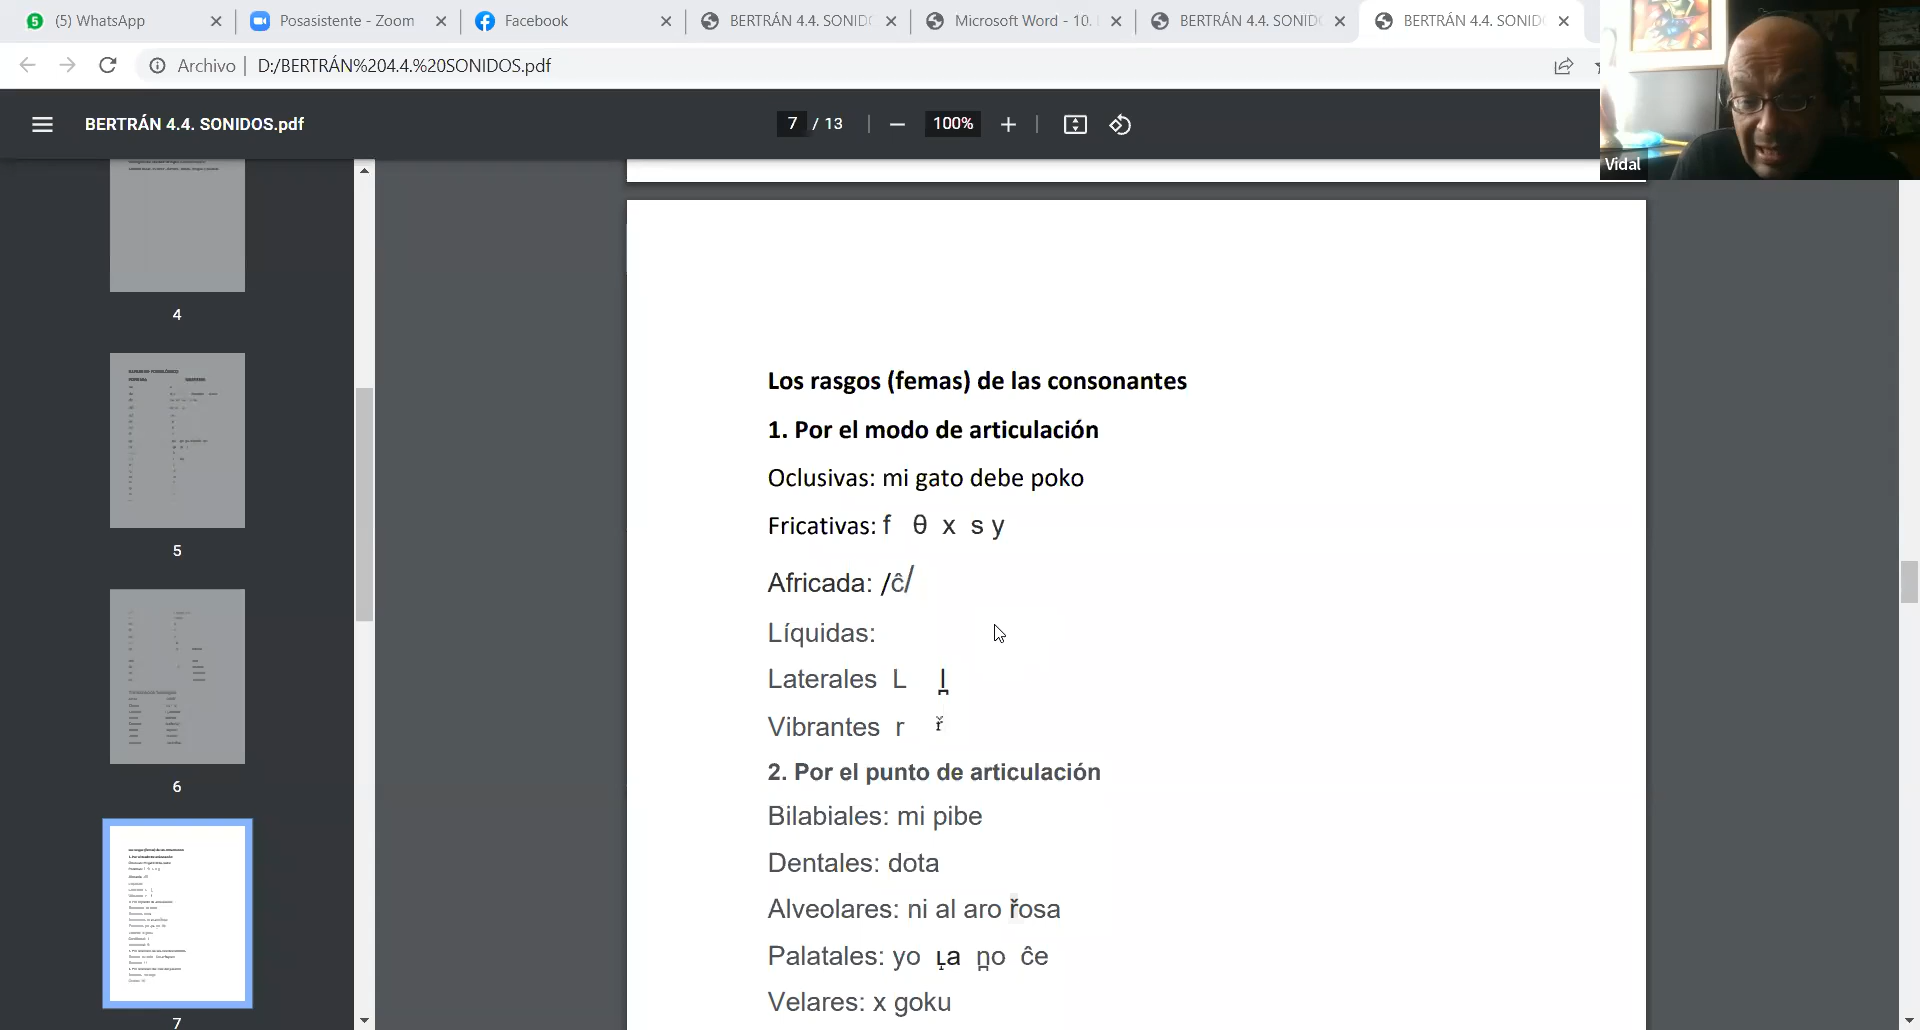 (5) WhatsApp
Posasistente - Zoom
Facebook
BERTRÁN 4.4. SONID
Microsoft Word - 10.
BERTRÁN 4.4. SONID
BERTRÁN 4.4. SONID
Archivo | D:/BERTRÁN%204.4.%20SONIDOS.pdf
BERTRÁN 4.4. SONIDOS.pdf
7 / 13
100%
Vidal
4
5
6
7
Los rasgos (femas) de las consonantes
1. Por el modo de articulación
Oclusivas: mi gato debe poko
Fricativas: f θ x s y
Africada: /ĉ/
Líquidas:
Laterales L l̪
Vibrantes r ř
2. Por el punto de articulación
Bilabiales: mi pibe
Dentales: dota
Alveolares: ni al aro řosa
Palatales: yo ʟ̞a n̪o ĉe
Velares: x goku